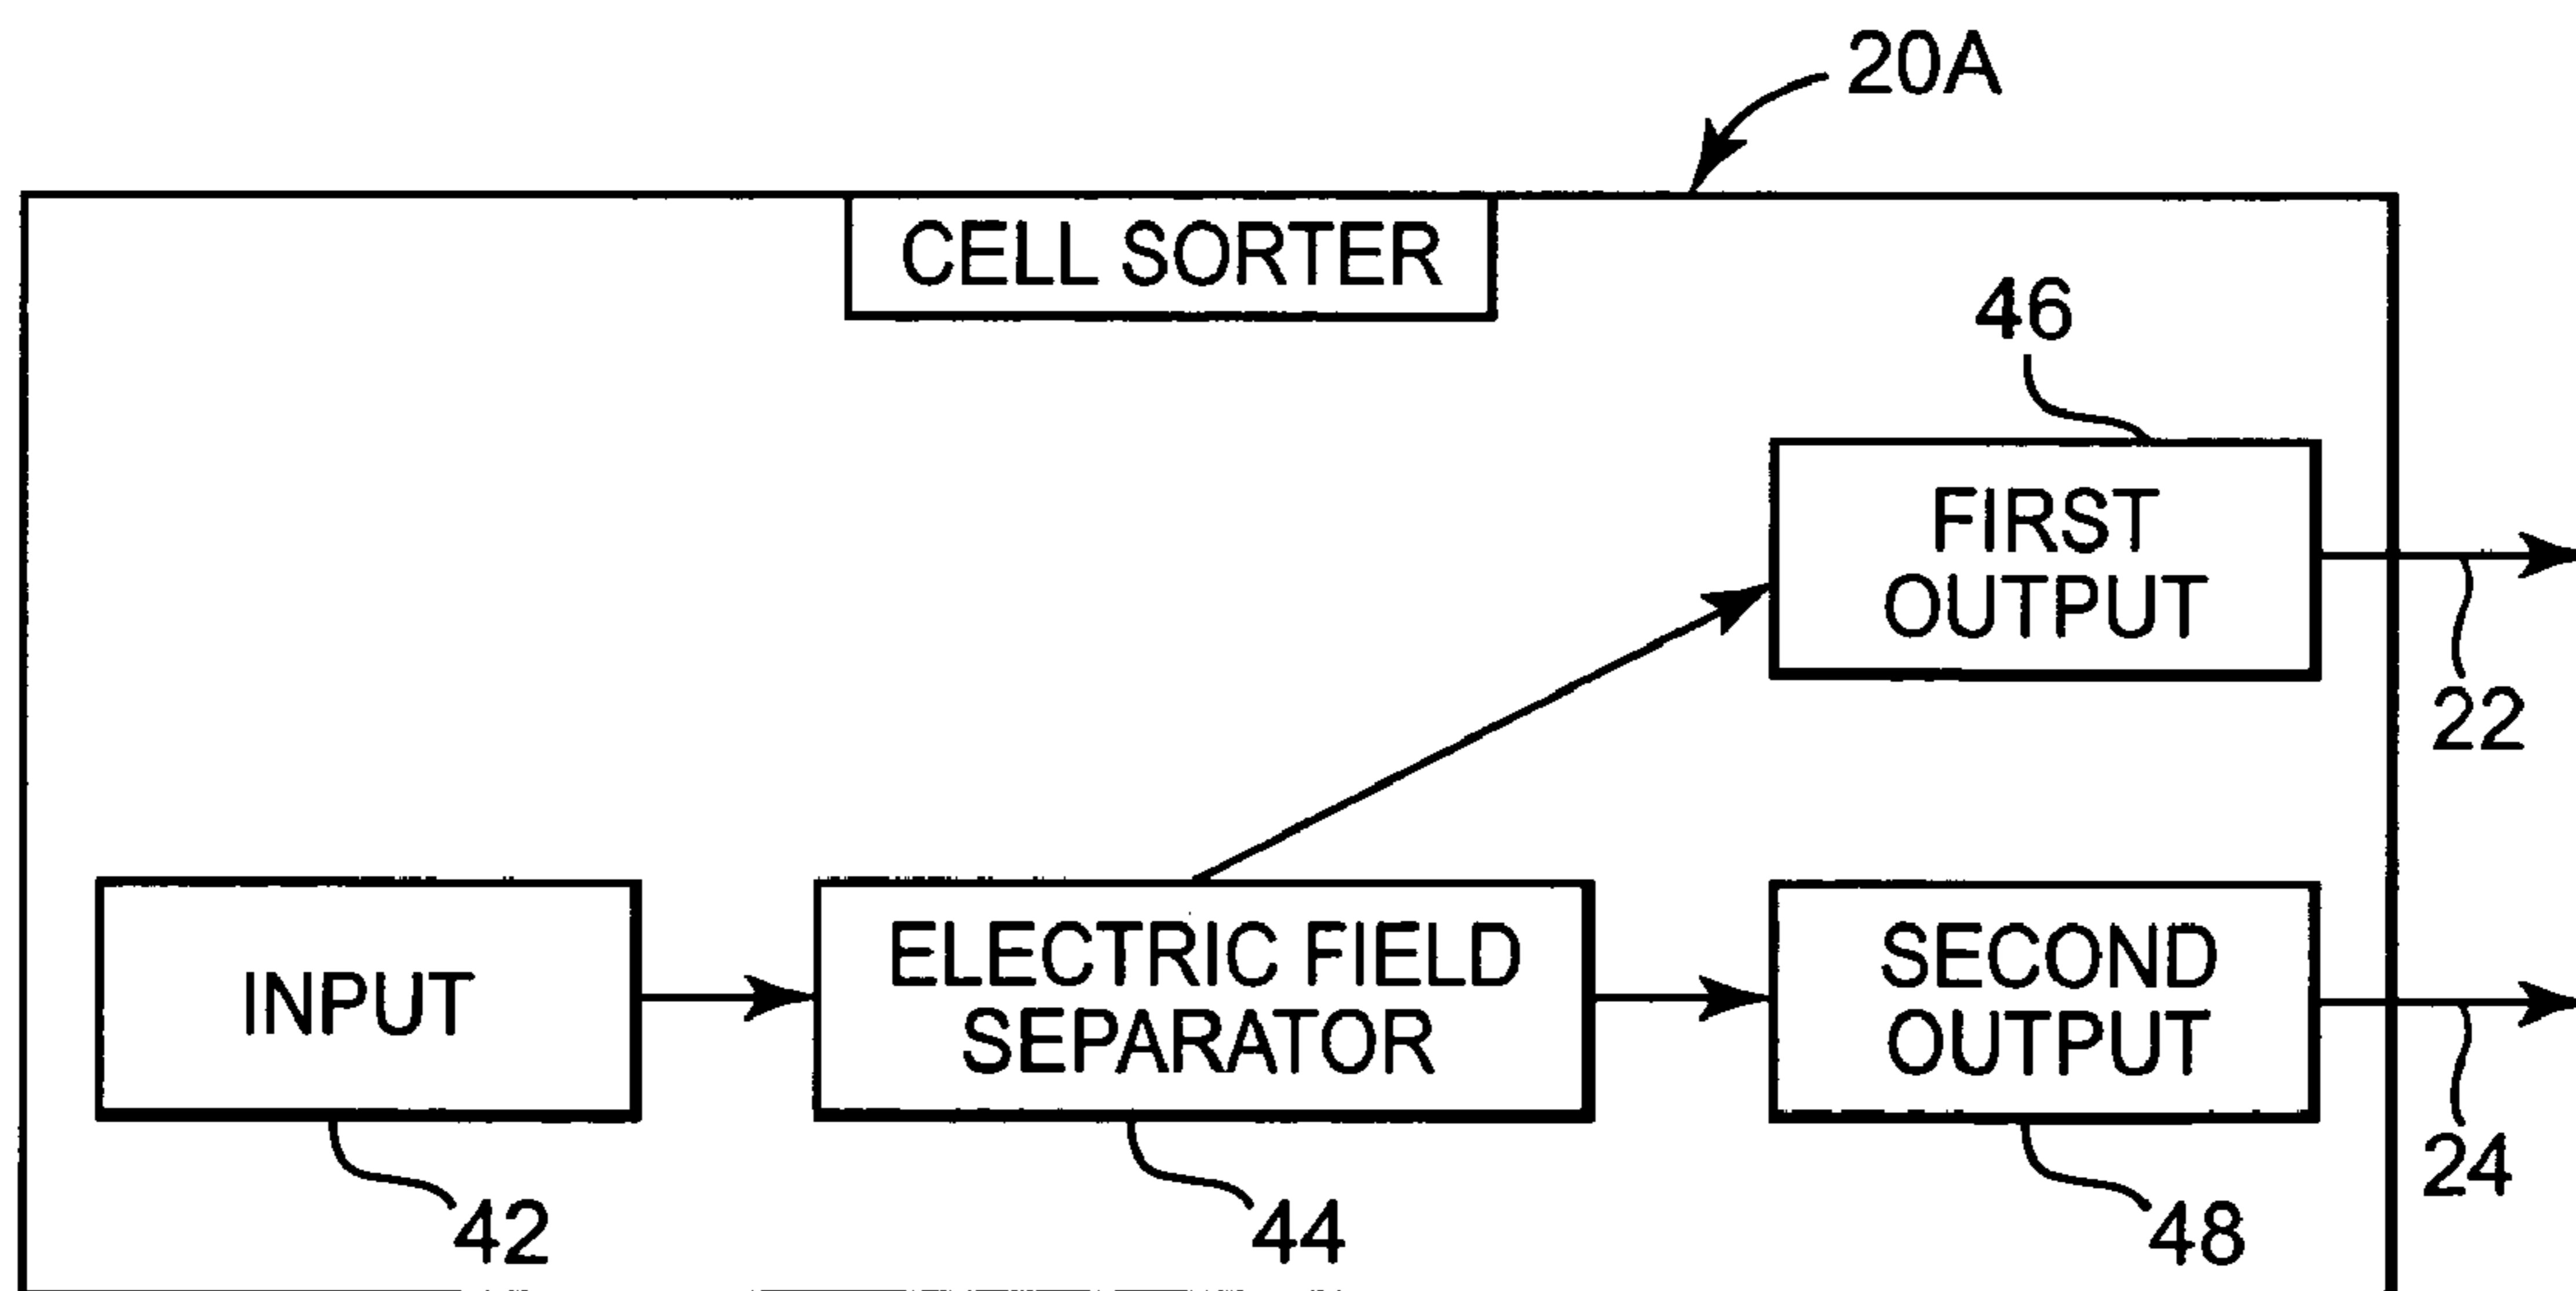 20A
CELL SORTER
46
FIRST
OUTPUT
22
INPUT
ELECTRIC FIELD
SEPARATOR
SECOND
OUTPUT
24
42
44
48